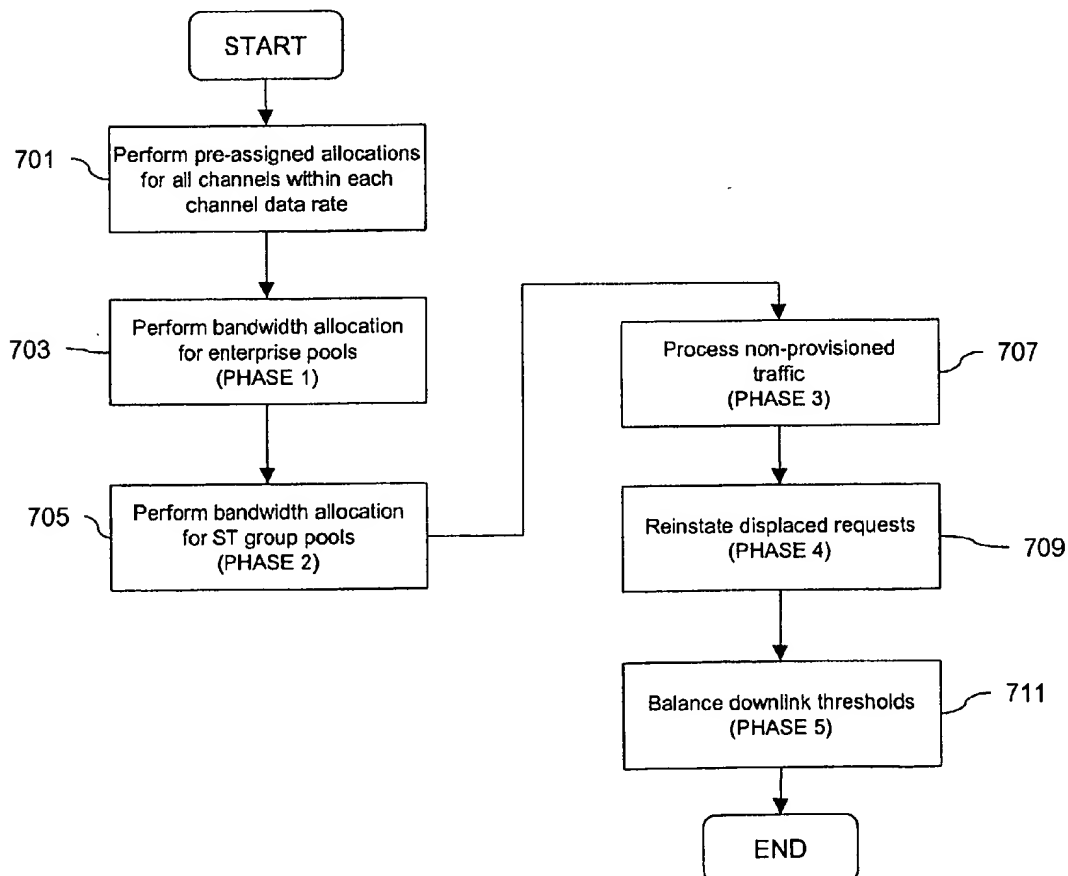 START
701
Perform pre-assigned allocations
for all channels within each
channel data rate
703
Perform bandwidth allocation
for enterprise pools
(PHASE 1)
705
Perform bandwidth allocation
for ST group pools
(PHASE 2)
Process non-provisioned
traffic
(PHASE 3)
707
Reinstate displaced requests
(PHASE 4)
709
Balance downlink thresholds
(PHASE 5)
711
END